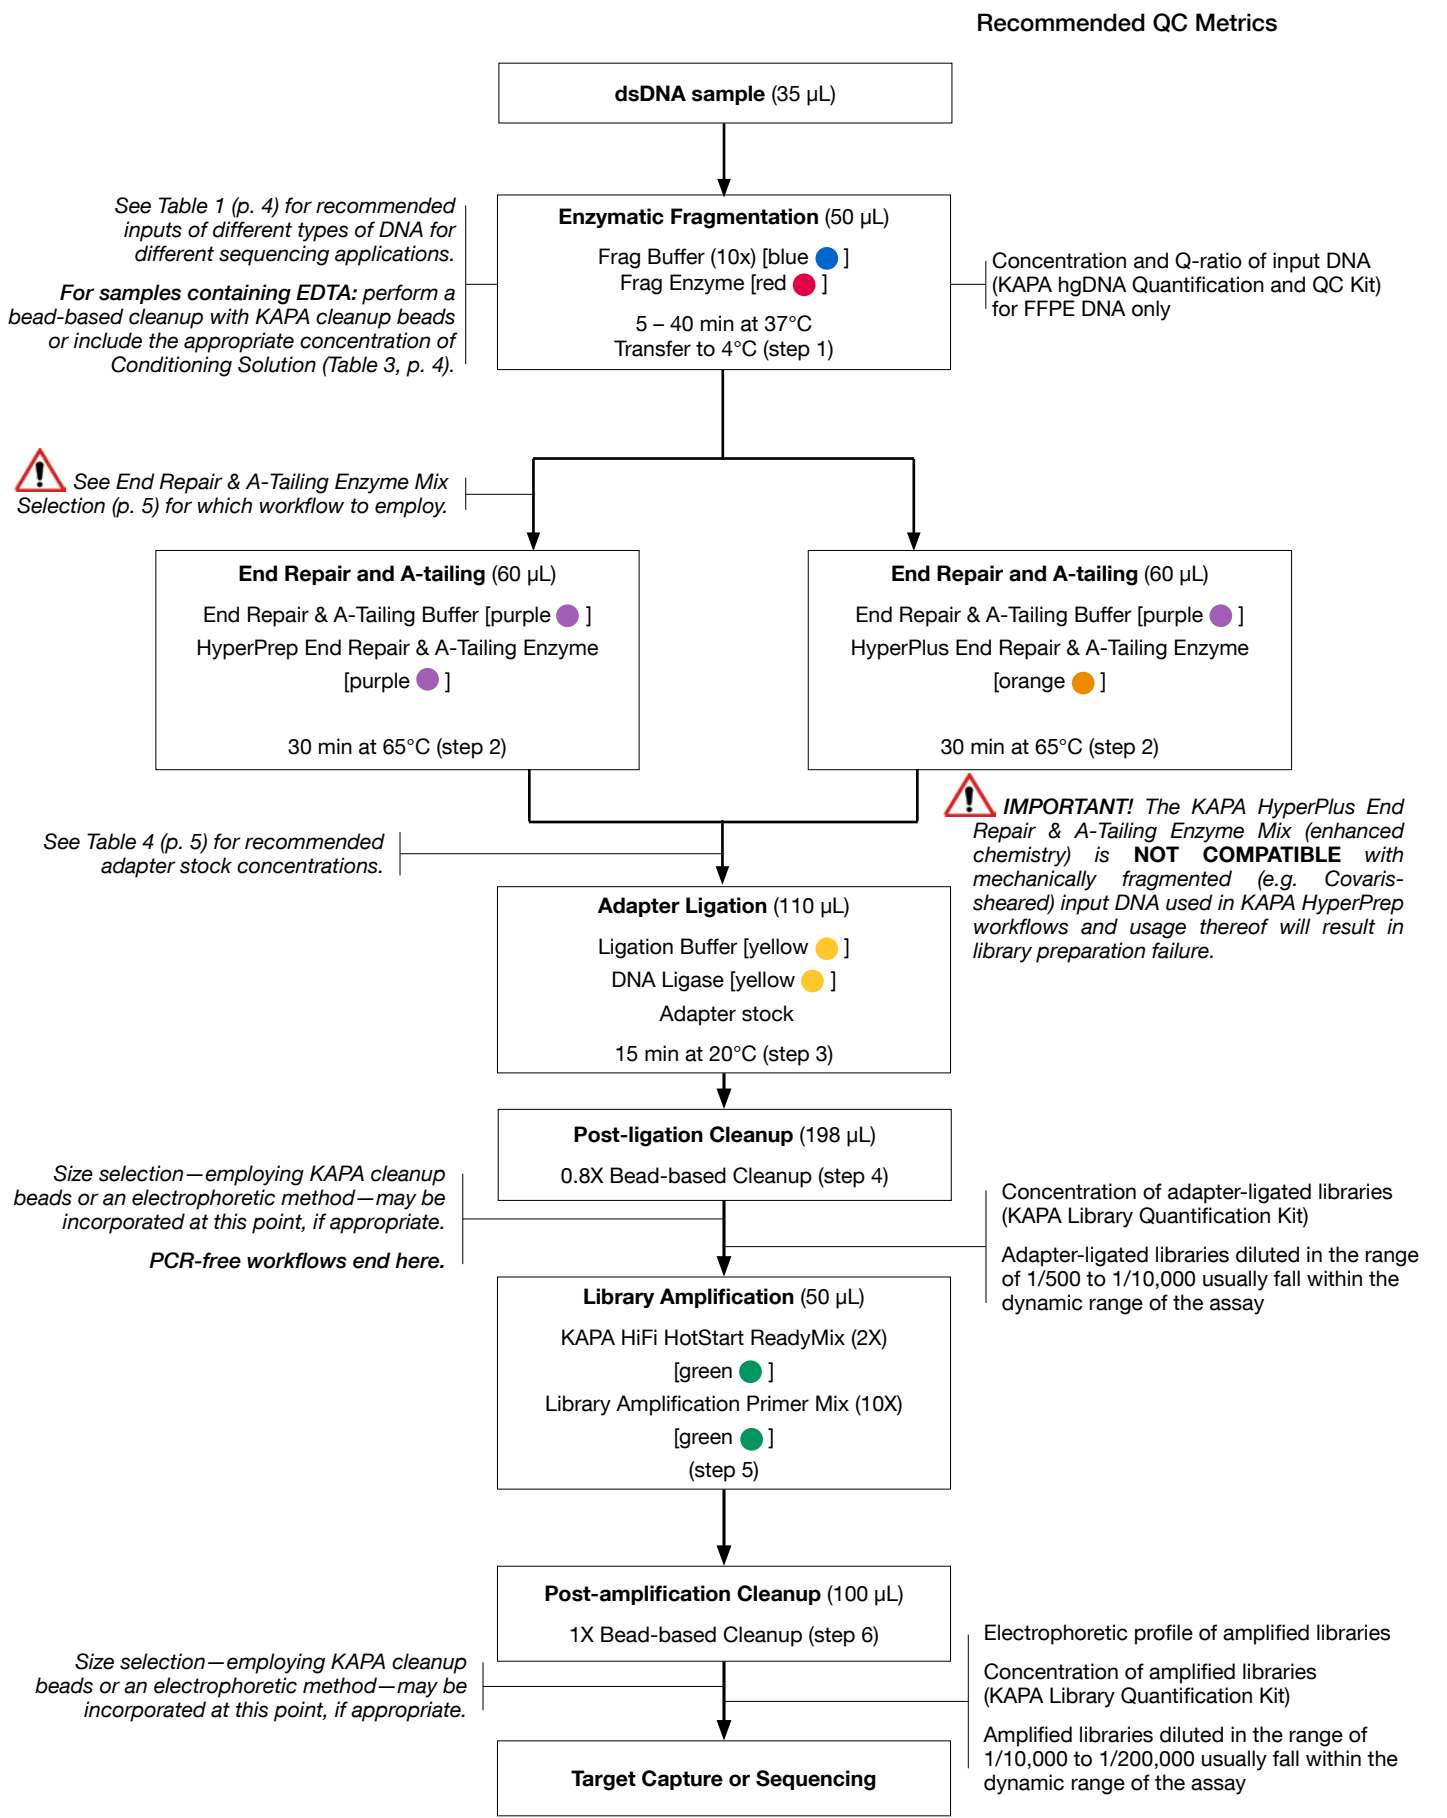 Recommended QC Metrics
dsDNA sample (35 µL)
See Table 1 (p. 4) for recommended
inputs of different types of DNA for
different sequencing applications.
For samples containing EDTA: perform a
bead-based cleanup with KAPA cleanup beads
or include the appropriate concentration of
Conditioning Solution (Table 3, p. 4).
Enzymatic Fragmentation (50 µL)
Frag Buffer (10x) [blue ]
Frag Enzyme [red ]
5 – 40 min at 37°C
Transfer to 4°C (step 1)
Concentration and Q-ratio of input DNA
(KAPA hgDNA Quantification and QC Kit)
for FFPE DNA only
See End Repair & A-Tailing Enzyme Mix
Selection (p. 5) for which workflow to employ.
End Repair and A-tailing (60 µL)
End Repair & A-Tailing Buffer [purple ]
HyperPrep End Repair & A-Tailing Enzyme
[purple ]
30 min at 65°C (step 2)
End Repair and A-tailing (60 µL)
End Repair & A-Tailing Buffer [purple ]
HyperPlus End Repair & A-Tailing Enzyme
[orange ]
30 min at 65°C (step 2)
IMPORTANT! The KAPA HyperPlus End
Repair & A-Tailing Enzyme Mix (enhanced
chemistry) is NOT COMPATIBLE with
mechanically fragmented (e.g. Covaris-
sheared) input DNA used in KAPA HyperPrep
workflows and usage thereof will result in
library preparation failure.
See Table 4 (p. 5) for recommended
adapter stock concentrations.
Adapter Ligation (110 µL)
Ligation Buffer [yellow ]
DNA Ligase [yellow ]
Adapter stock
15 min at 20°C (step 3)
Post-ligation Cleanup (198 µL)
0.8X Bead-based Cleanup (step 4)
Size selection—employing KAPA cleanup
beads or an electrophoretic method—may be
incorporated at this point, if appropriate.
PCR-free workflows end here.
Concentration of adapter-ligated libraries
(KAPA Library Quantification Kit)
Adapter-ligated libraries diluted in the range
of 1/500 to 1/10,000 usually fall within the
dynamic range of the assay
Library Amplification (50 µL)
KAPA HiFi HotStart ReadyMix (2X)
[green ]
Library Amplification Primer Mix (10X)
[green ]
(step 5)
Post-amplification Cleanup (100 µL)
1X Bead-based Cleanup (step 6)
Size selection—employing KAPA cleanup
beads or an electrophoretic method—may be
incorporated at this point, if appropriate.
Electrophoretic profile of amplified libraries
Concentration of amplified libraries
(KAPA Library Quantification Kit)
Amplified libraries diluted in the range of
1/10,000 to 1/200,000 usually fall within the
dynamic range of the assay
Target Capture or Sequencing